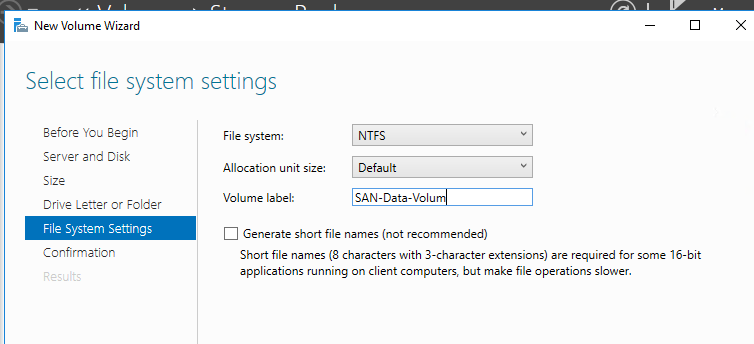 New Volume Wizard
Select file system settings
Before You Begin
Server and Disk
Size
Drive Letter or Folder
File System Settings
Confirmation
Results
File system:
NTFS
Allocation unit size:
Default
Volume label:
SAN-Data-Volum
Generate short file names (not recommended)
Short file names (8 characters with 3-character extensions) are required for some 16-bit
applications running on client computers, but make file operations slower.